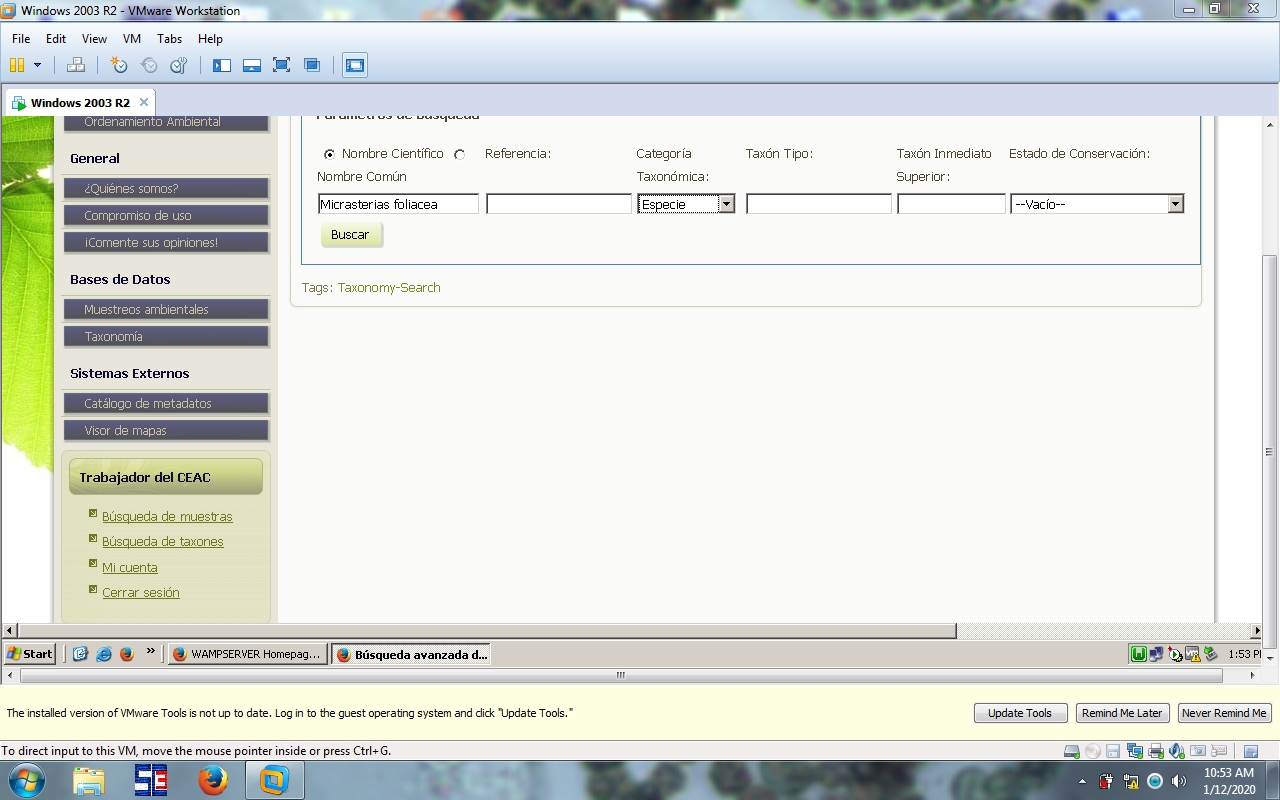 Windows 2003 R2 - VMware Workstation
File Edit View VM Tabs Help
Windows 2003 R2
Ordenamiento Ambiental
General
¿Quiénes somos?
Compromiso de uso
¡Comente sus opiniones!
Bases de Datos
Muestreos ambientales
Taxonomía
Sistemas Externos
Catálogo de metadatos
Visor de mapas
Trabajador del CEAC
Búsqueda de muestras
Búsqueda de taxones
Mi cuenta
Cerrar sesión
Parámetros de Búsqueda
Nombre Científico
Nombre Común
Micrasterias foliacea
Referencia:
Categoría
Taxonómica:
Especie
Taxón Tipo:
Taxón Inmediato
Superior:
Estado de Conservación:
--Vacío--
Buscar
Tags: Taxonomy-Search
Start
WAMPSERVER Homepag...
Búsqueda avanzada d...
1:53 P
The installed version of VMware Tools is not up to date. Log in to the guest operating system and click "Update Tools."
Update Tools
Remind Me Later
Never Remind Me
To direct input to this VM, move the mouse pointer inside or press Ctrl+G.
10:53 AM
1/12/2020